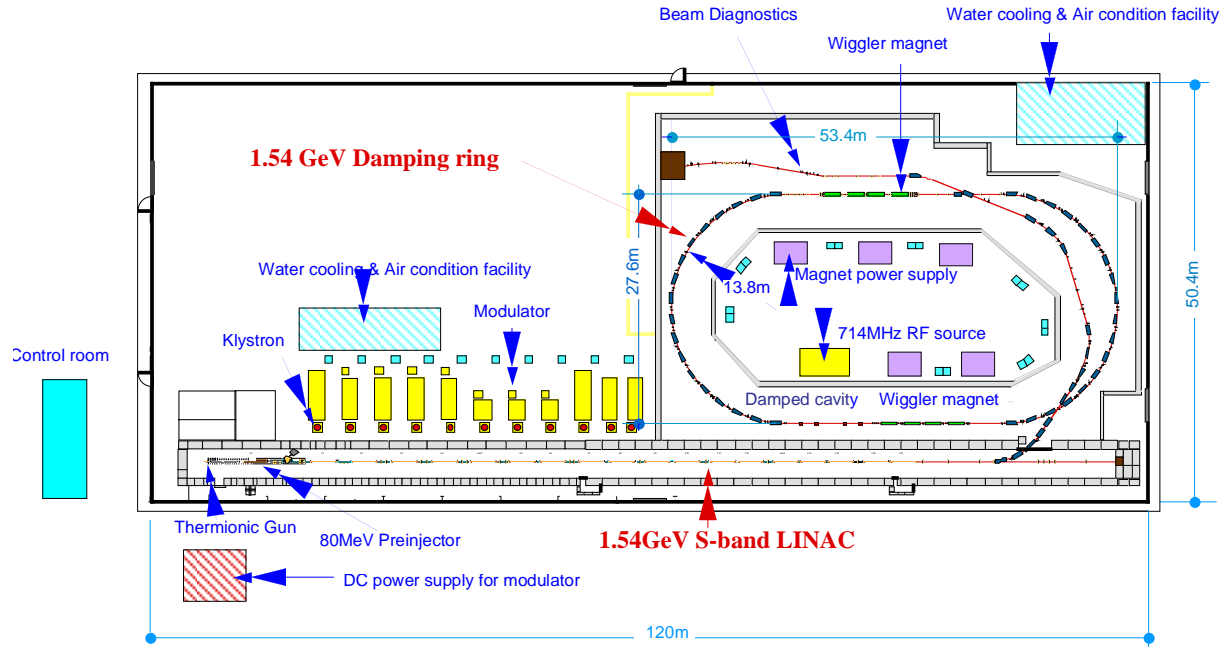 Beam Diagnostics
Water cooling & Air condition facility
Wiggler magnet
53.4m
1.54 GeV Damping ring
27.6m
50.4m
Water cooling & Air condition facility
13.8m
Magnet power supply
Modulator
Klystron
714MHz RF source
Control room
Damped cavity
Wiggler magnet
Thermionic Gun
80MeV Preinjector
1.54GeV S-band LINAC
DC power supply for modulator
120m